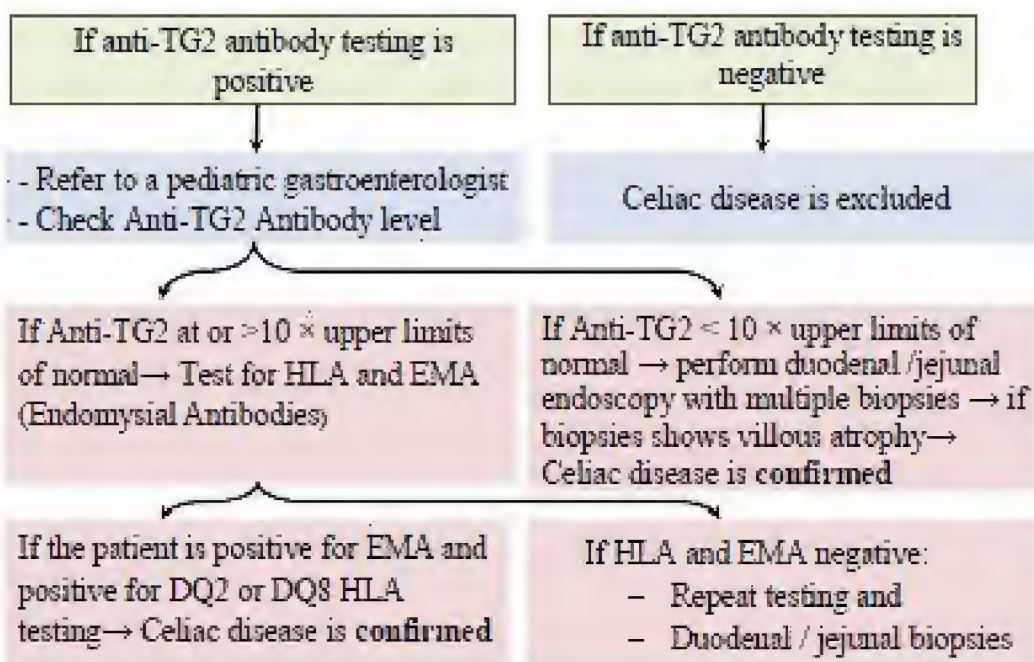 If anti-TG2 antibody testing is
positive
If anti-TG2 antibody testing is
negative
- Refer to a pediatric gastroenterologist
- Check Anti-TG2 Antibody level
Celiac disease is excluded
If Anti-TG2 at or >10 × upper limits
of normal→ Test for HLA and EMA
(Endomysial Antibodies)
If Anti-TG2 < 10 × upper limits of
normal → perform duodenal /jejunal
endoscopy with multiple biopsies → if
biopsies shows villous atrophy→
Celiac disease is confirmed
If the patient is positive for EMA and
positive for DQ2 or DQ8 HLA
testing→ Celiac disease is confirmed
If HLA and EMA negative:
– Repeat testing and
– Duodenal / jejunal biopsies